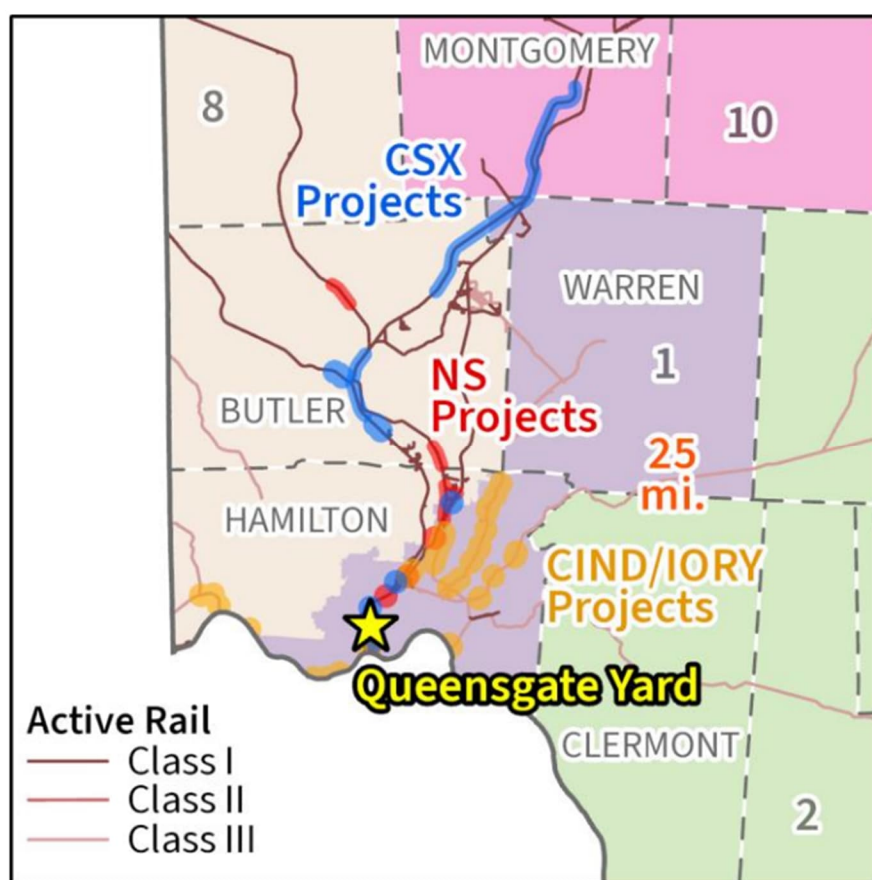 MONTGOMERY
8
10
CSX
Projects
WARREN
1
NS
Projects
BUTLER
25
mi.
HAMILTON
CIND/IORY
Projects
Queensgate Yard
Active Rail
Class I
Class II
Class III
CLERMONT
2